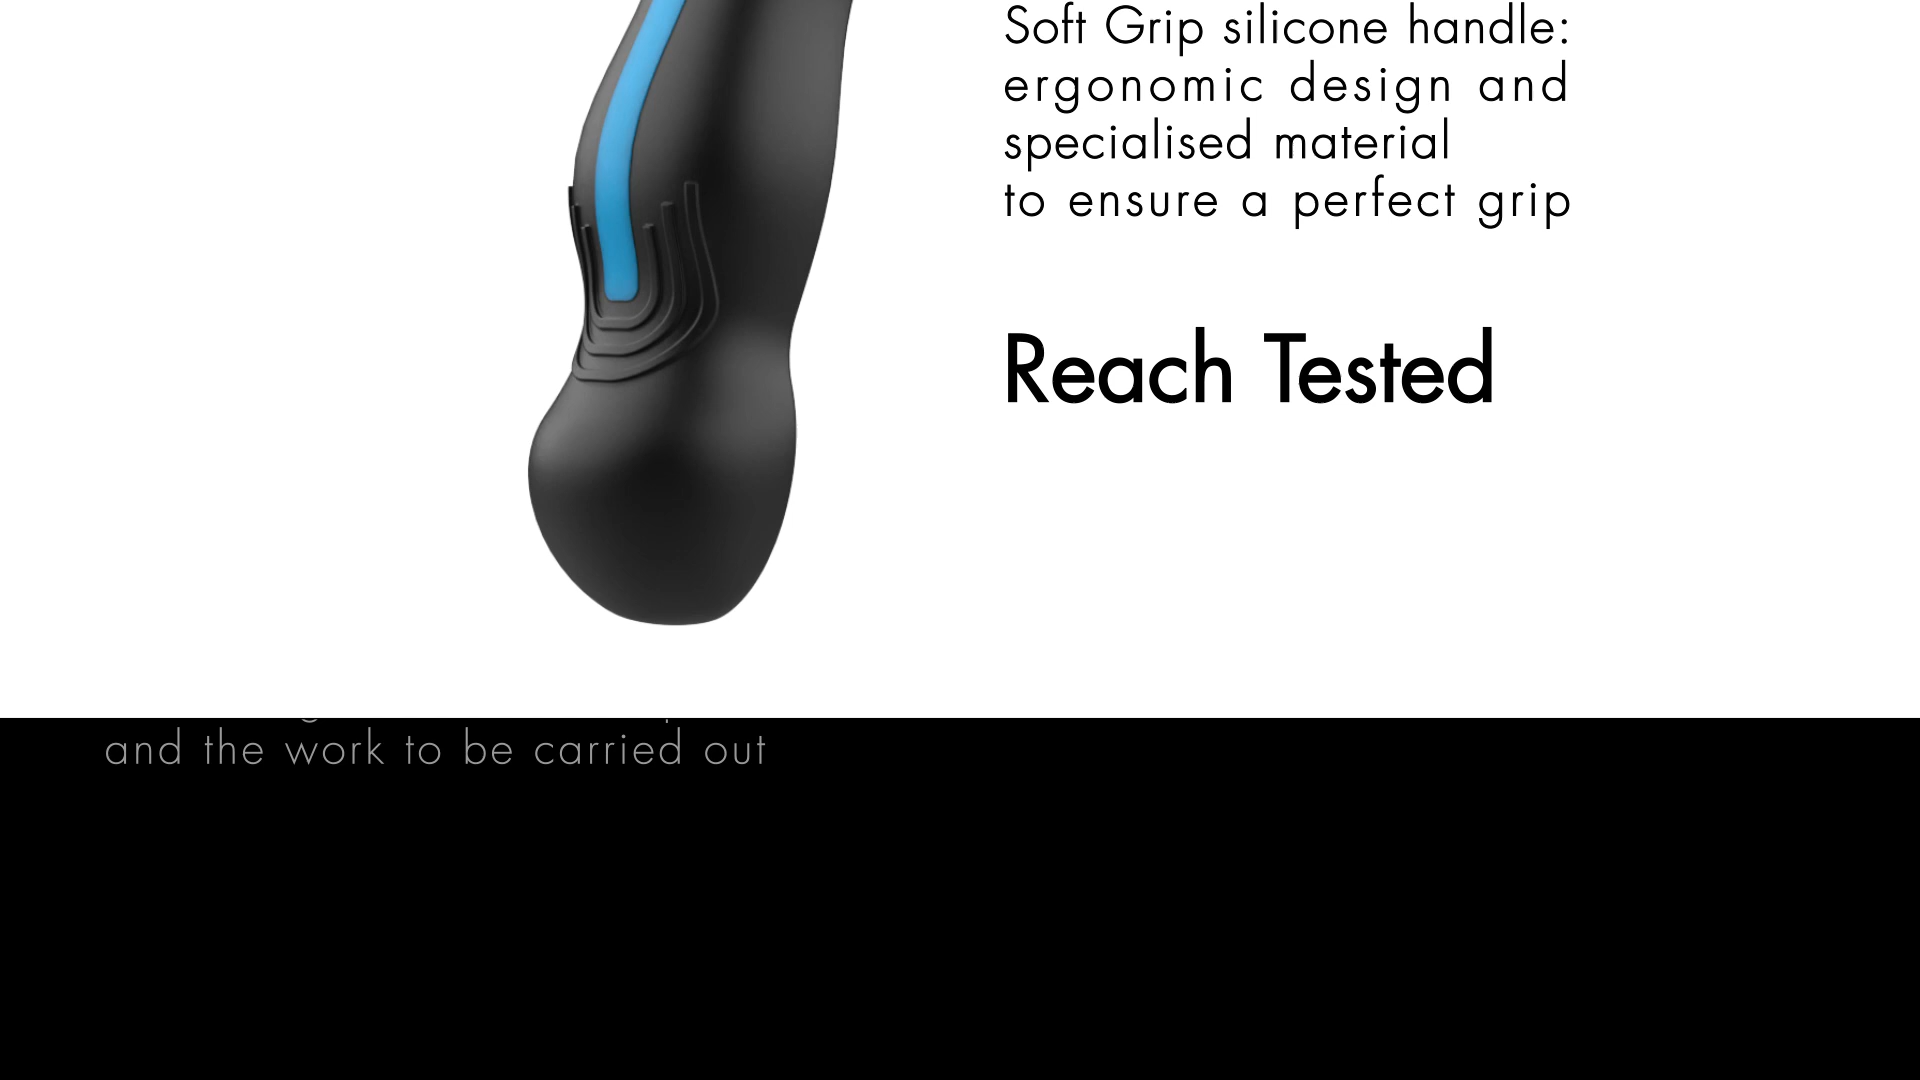 Soft Grip silicone handle:
ergonomic design and
specialised material
to ensure a perfect grip
Reach Tested
and the work to be carried out